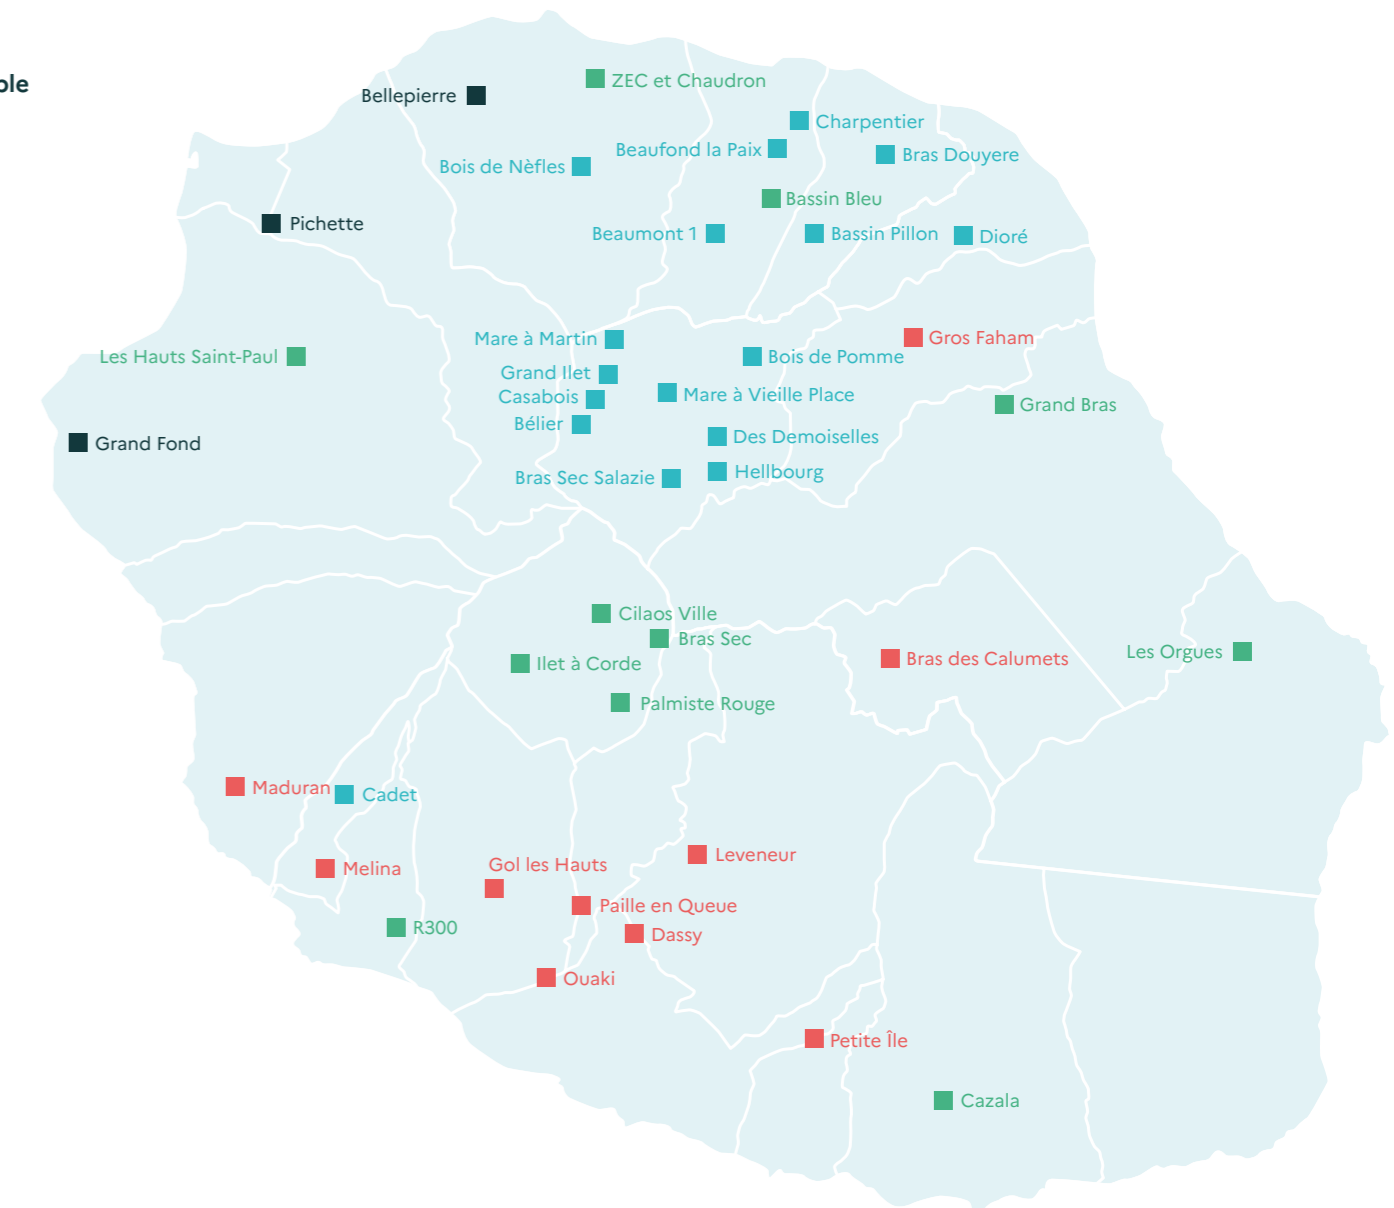 ble
ZEC et Chaudron
Bellepierre
Charpentier
Beaufond la Paix
Bras Douyere
Bois de Nèfles
Bassin Bleu
Pichette
Beaumont 1
Bassin Pillon
Dioré
Mare à Martin
Gros Faham
Les Hauts Saint-Paul
Bois de Pomme
Grand Ilet
Mare à Vieille Place
Casabois
Grand Bras
Bélier
Des Demoiselles
Grand Fond
Hellbourg
Bras Sec Salazie
Cilaos Ville
Bras Sec
Les Orgues
Bras des Calumets
Ilet à Corde
Palmiste Rouge
Maduran
Cadet
Leveneur
Gol les Hauts
Melina
Paille en Queue
R300
Dassy
Ouaki
Petite Île
Cazala